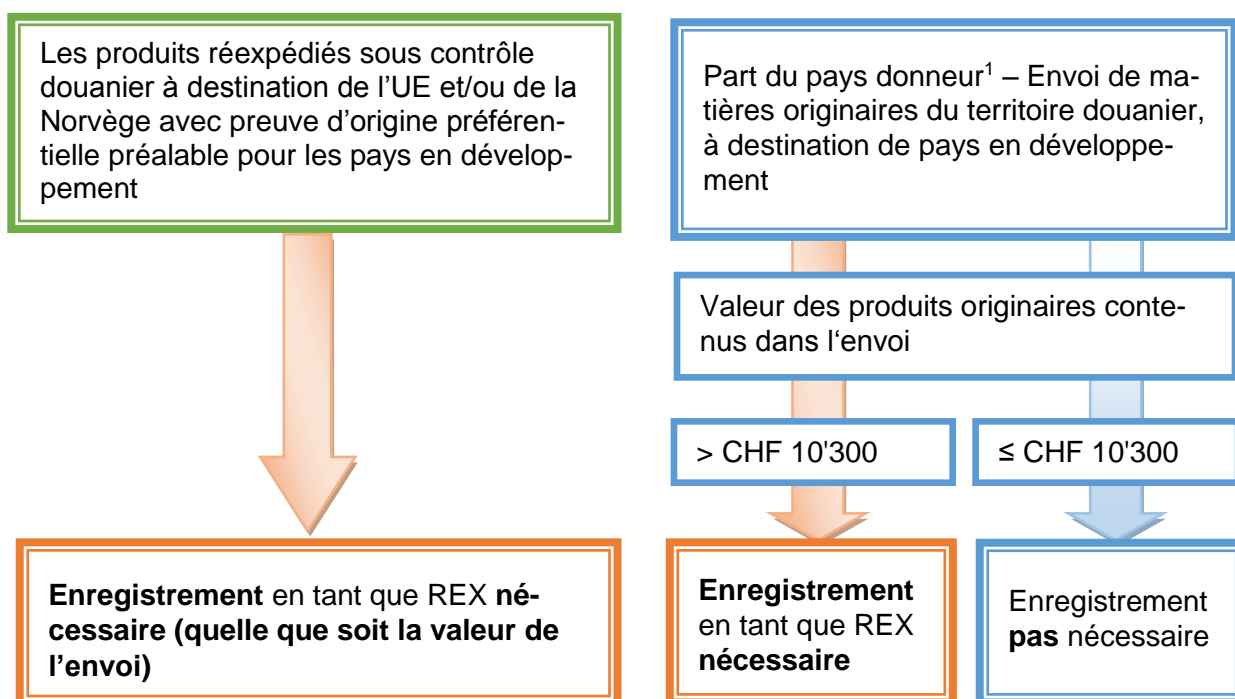 Les produits réexpédiés sous contrôle
douanier à destination de l’UE et/ou de la
Norvège avec preuve d’origine préféren-
tielle préalable pour les pays en dévelop-
pement
Part du pays donneur¹ – Envoi de ma-
tières originaires du territoire douanier,
à destination de pays en développe-
ment
Valeur des produits originaires conte-
nus dans l‘envoi
> CHF 10'300
≤ CHF 10'300
Enregistrement en tant que REX né-
cessaire (quelle que soit la valeur de
l’envoi)
Enregistrement
en tant que REX
nécessaire
Enregistrement
pas nécessaire